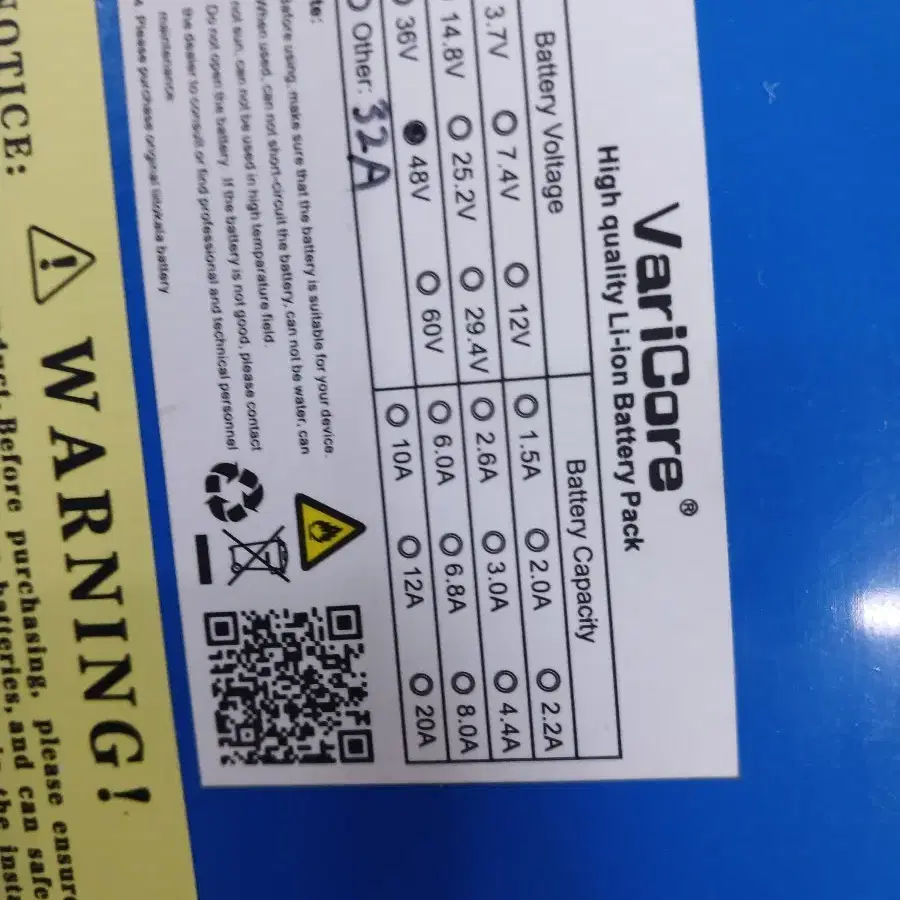 VariCore®
High quality Li-ion Battery Pack
Battery Voltage Battery Capacity
3.7V 7.4V 12V 1.5A 2.0A 2.2A
14.8V 25.2V 29.4V 2.6A 3.0A 4.4A
36V 48V 60V 6.0A 6.8A 8.0A
Other: 32A 10A 12A 20A
te:
Before using, make sure that the battery is suitable for your device.
When used, can not short-circuit the battery, can not be water, can
not sun, can not be used in high temperature field.
Do not open the battery. If the battery is not good, please contact
the dealer to consult or find professional and technical personnel
maintenance.
Please purchase original battery
NOTICE:
WARNING!
duct. Before purchasing, please ensure
batteries, and can safe
in the inst